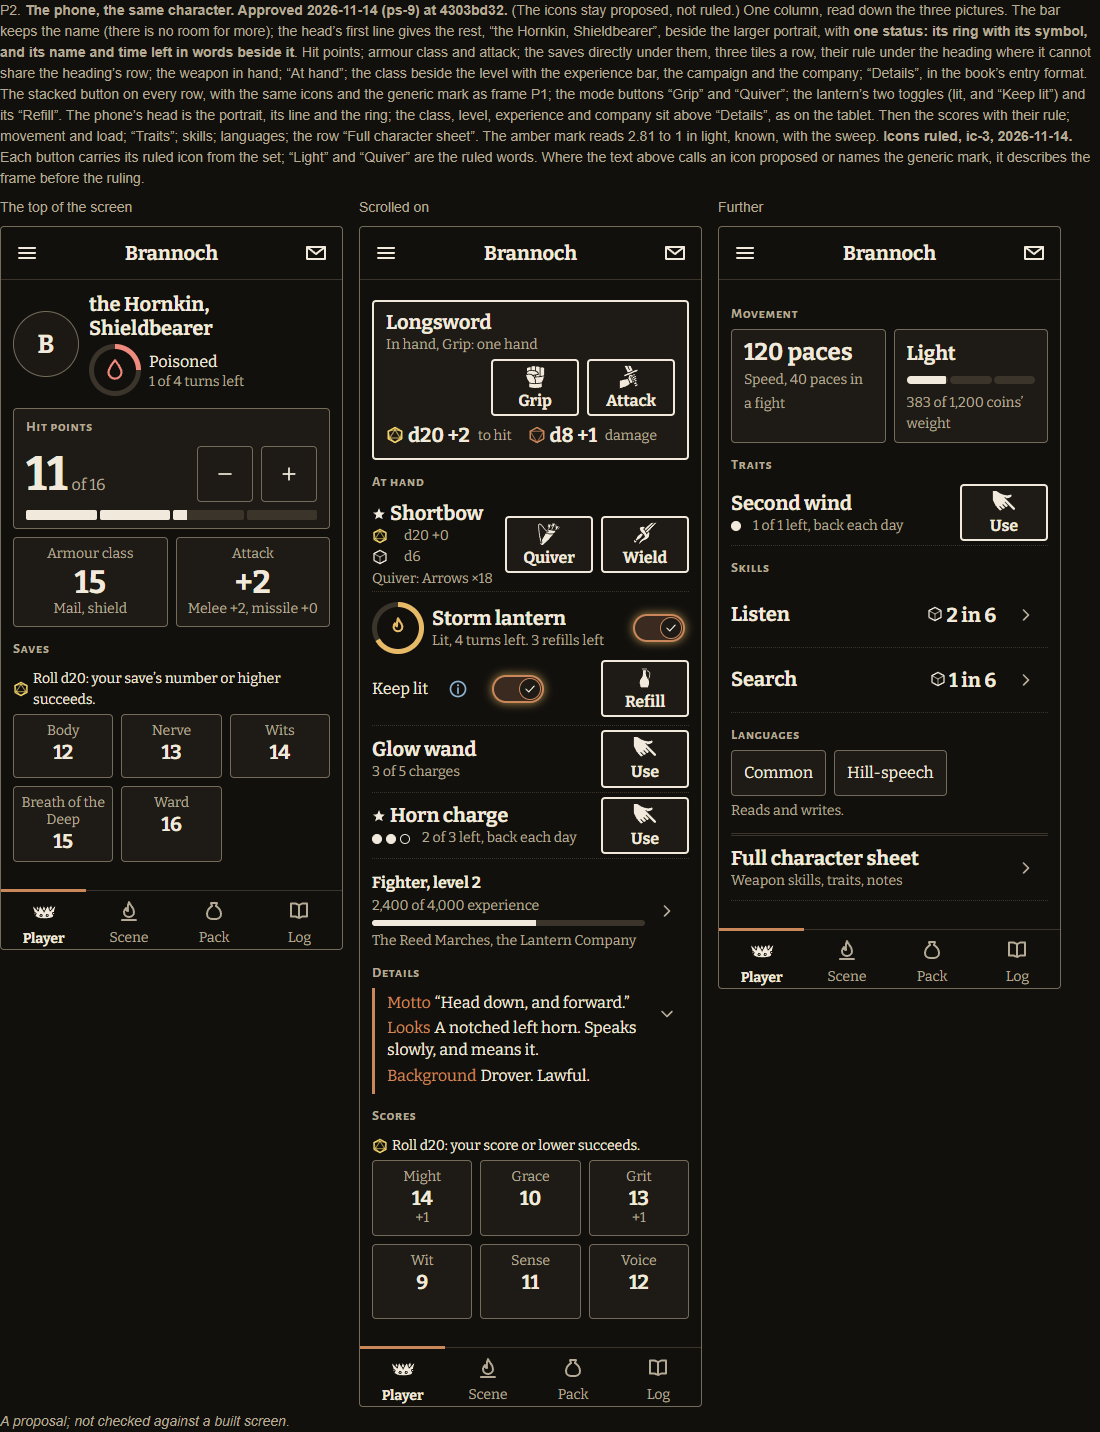 P2. The phone, the same character. Approved 2026-11-14 (ps-9) at 4303bd32. (The icons stay proposed, not ruled.) One column, read down the three pictures. The bar
keeps the name (there is no room for more); the head’s first line gives the rest, “the Hornkin, Shieldbearer”, beside the larger portrait, with one status: its ring with its symbol,
and its name and time left in words beside it. Hit points; armour class and attack; the saves directly under them, three tiles a row, their rule under the heading where it cannot
share the heading’s row; the weapon in hand; “At hand”; the class beside the level with the experience bar, the campaign and the company; “Details”, in the book’s entry format.
The stacked button on every row, with the same icons and the generic mark as frame P1; the mode buttons “Grip” and “Quiver”; the lantern’s two toggles (lit, and “Keep lit”) and
its “Refill”. The phone’s head is the portrait, its line and the ring; the class, level, experience and company sit above “Details”, as on the tablet. Then the scores with their rule;
movement and load; “Traits”; skills; languages; the row “Full character sheet”. The amber mark reads 2.81 to 1 in light, known, with the sweep. Icons ruled, ic-3, 2026-11-14.
Each button carries its ruled icon from the set; “Light” and “Quiver” are the ruled words. Where the text above calls an icon proposed or names the generic mark, it describes the
frame before the ruling.
The top of the screen
Brannoch
B
the Hornkin,
Shieldbearer
Poisoned
1 of 4 turns left
Hit points
11 of 16
− +
Armour class
15
Mail, shield
Attack
+2
Melee +2, missile +0
Saves
Roll d20: your save’s number or higher
succeeds.
Body
12
Nerve
13
Wits
14
Breath of the
Deep
15
Ward
16
Player Scene Pack Log
Scrolled on
Brannoch
Longsword
In hand, Grip: one hand
Grip Attack
d20 +2 to hit d8 +1 damage
At hand
Shortbow
d20 +0
d6
Quiver: Arrows ×18
Quiver Wield
Storm lantern
Lit, 4 turns left. 3 refills left
Keep lit
Refill
Glow wand
3 of 5 charges
Use
Horn charge
2 of 3 left, back each day
Use
Fighter, level 2
2,400 of 4,000 experience
The Reed Marches, the Lantern Company
Details
Motto “Head down, and forward.”
Looks A notched left horn. Speaks
slowly, and means it.
Background Drover. Lawful.
Scores
Roll d20: your score or lower succeeds.
Might
14
+1
Grace
10
Grit
13
+1
Wit
9
Sense
11
Voice
12
Player Scene Pack Log
Further
Brannoch
Movement
120 paces
Speed, 40 paces in
a fight
Light
383 of 1,200 coins’
weight
Traits
Second wind
1 of 1 left, back each day
Use
Skills
Listen 2 in 6
Search 1 in 6
Languages
Common Hill-speech
Reads and writes.
Full character sheet
Weapon skills, traits, notes
Player Scene Pack Log
A proposal; not checked against a built screen.